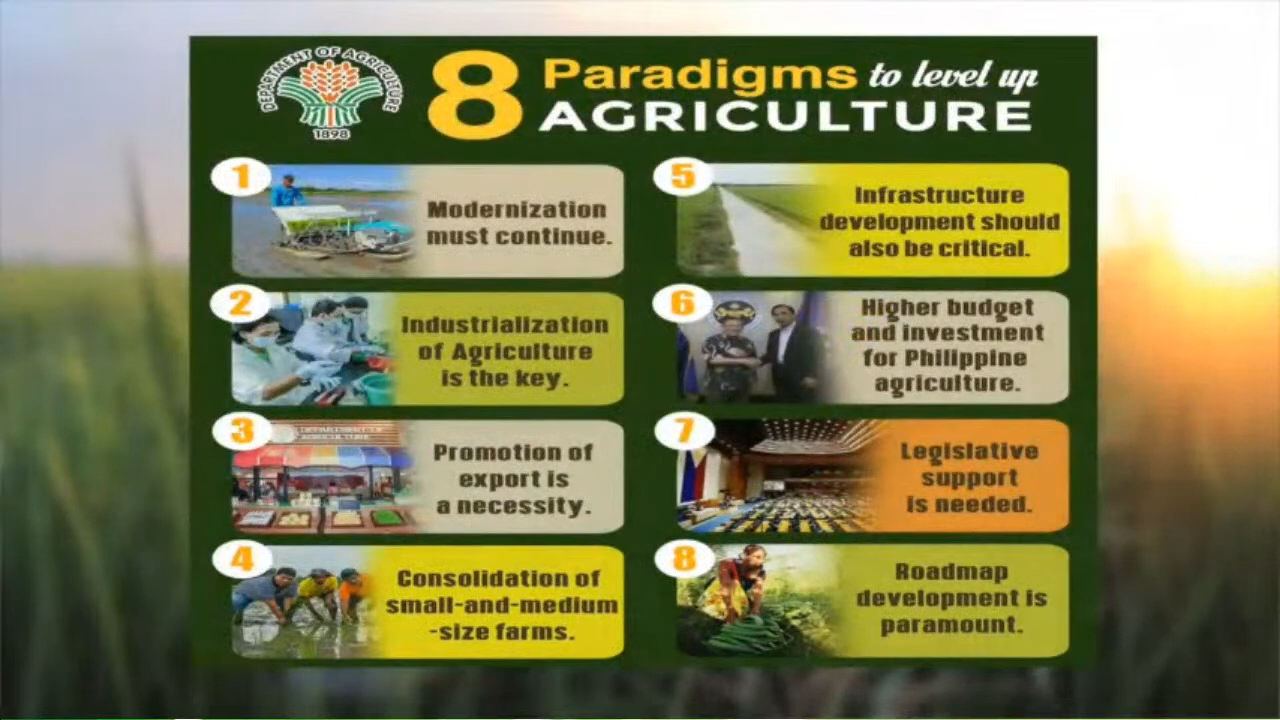 DEPARTMENT OF AGRICULTURE
1898
8 Paradigms to level up
AGRICULTURE
1
Modernization
must continue.
2
Industrialization
of Agriculture
is the key.
3
DEPARTMENT OF
AGRICULTURE
Promotion of
export is
a necessity.
4
Consolidation of
small-and-medium
-size farms.
5
Infrastructure
development should
also be critical.
6
Higher budget
and investment
for Philippine
agriculture.
7
Legislative
support
is needed.
8
Roadmap
development is
paramount.